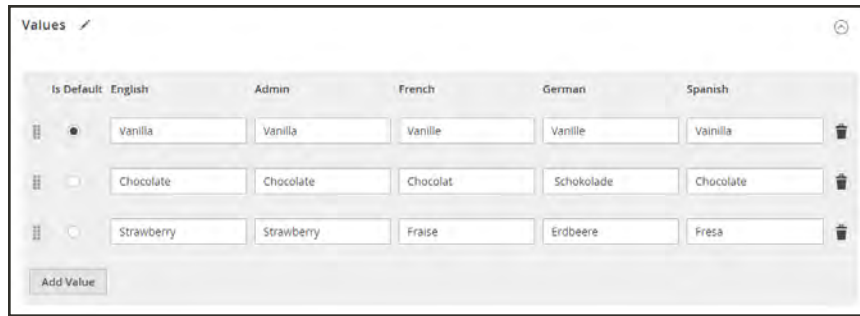 Values
Is Default English Admin French German Spanish
Vanilla Vanilla Vanille Vanille Vainilla
Chocolate Chocolate Chocolat Schokolade Chocolate
Strawberry Strawberry Fraise Erdbeere Fresa
Add Value